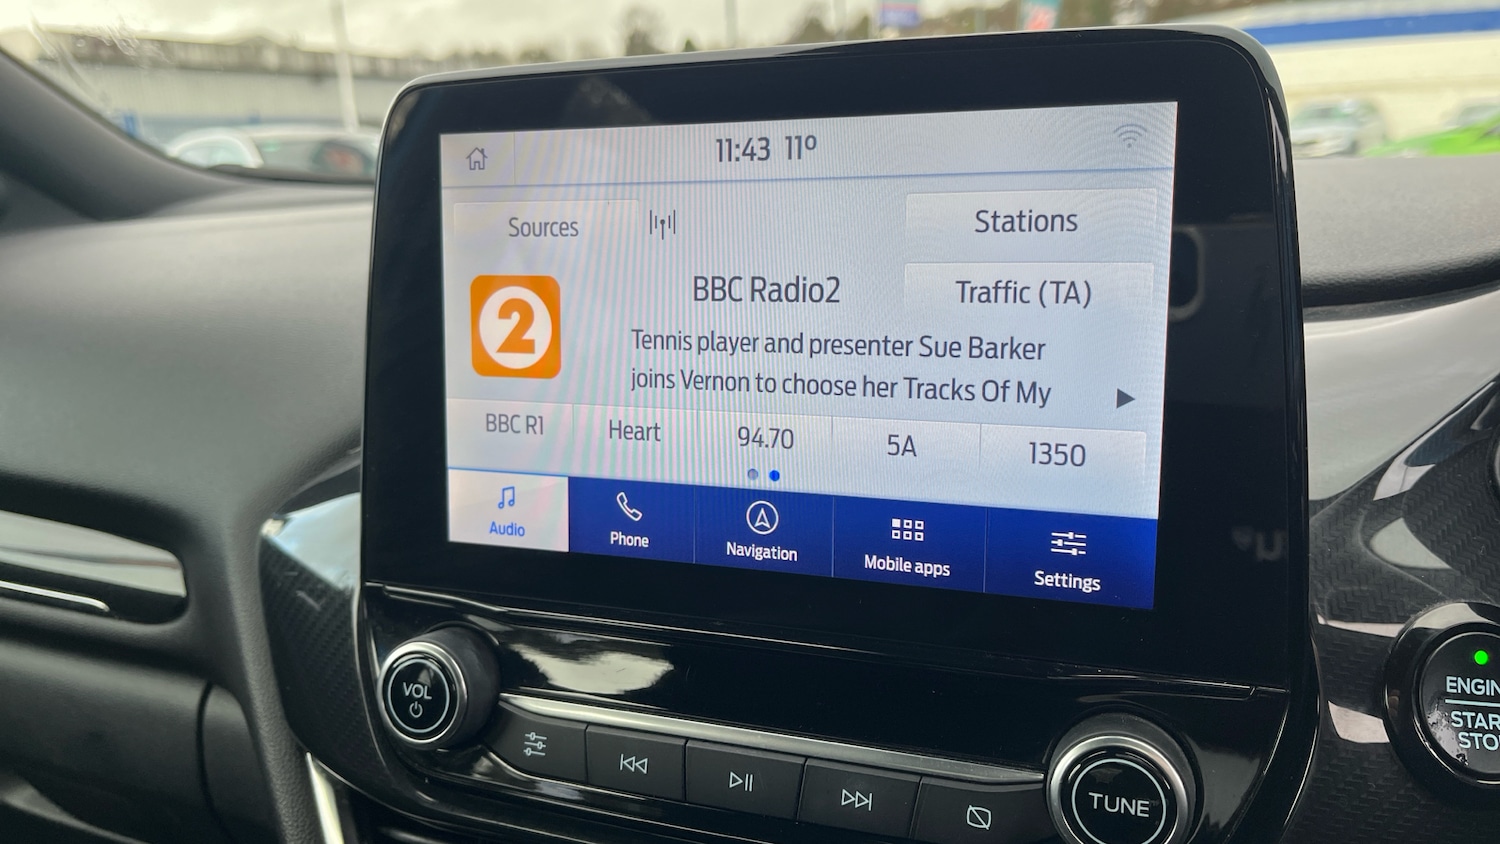 11:43 11º
Sources
Stations
BBC Radio2
Traffic (TA)
2
Tennis player and presenter Sue Barker
joins Vernon to choose her Tracks Of My
BBC R1 Heart 94.70 5A 1350
Audio Phone Navigation Mobile apps Settings
VOL
TUNE
ENGIN
STAR
STO